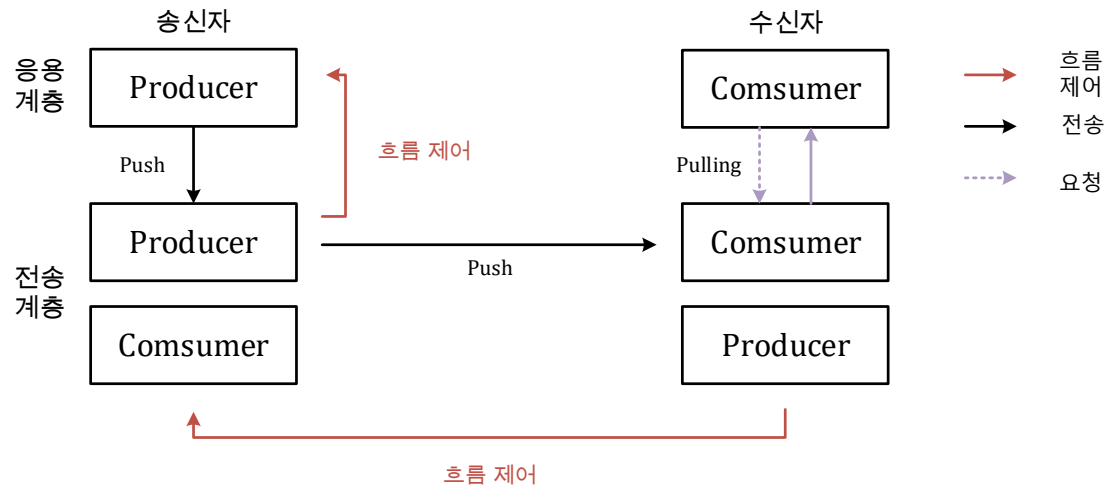 송신자
수신자
응용
계층
Producer
Comsumer
흐름
제어
흐름 제어
Push
Pulling
전송
요청
전송
계층
Producer
Comsumer
Push
Comsumer
Producer
흐름 제어